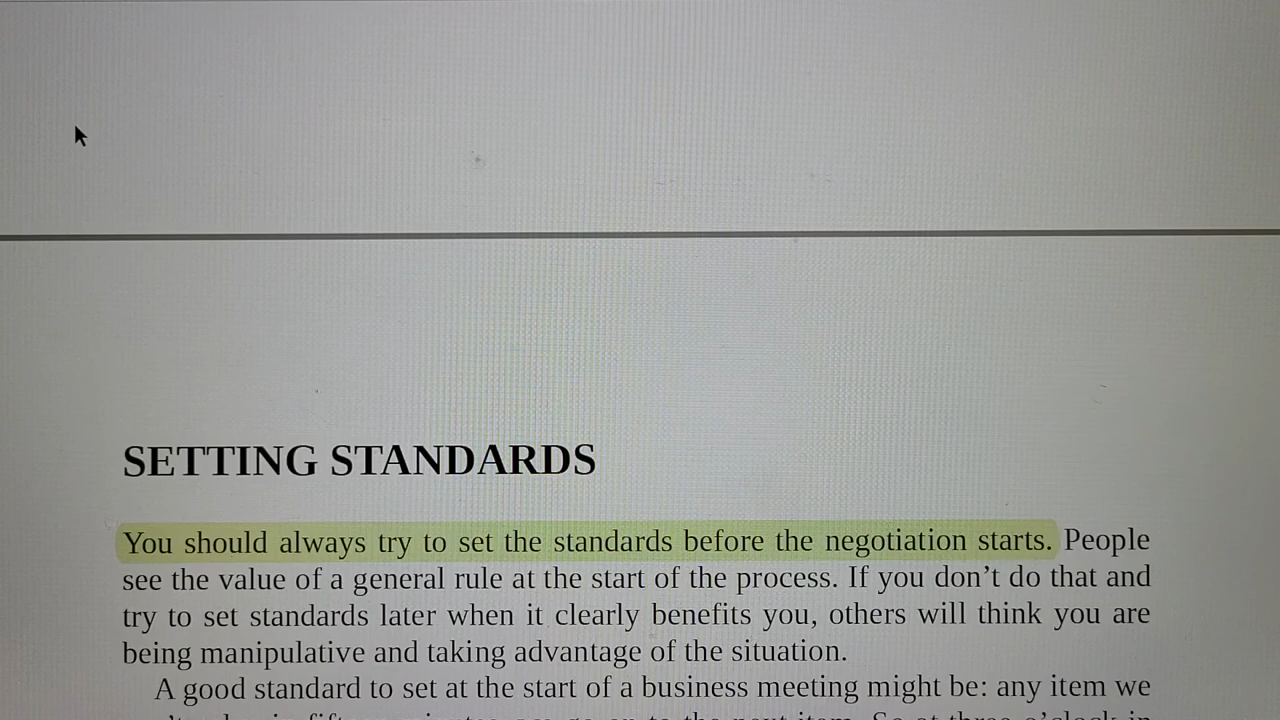 SETTING STANDARDS
You should always try to set the standards before the negotiation starts. People
see the value of a general rule at the start of the process. If you don’t do that and
try to set standards later when it clearly benefits you, others will think you are
being manipulative and taking advantage of the situation.
A good standard to set at the start of a business meeting might be: any item we